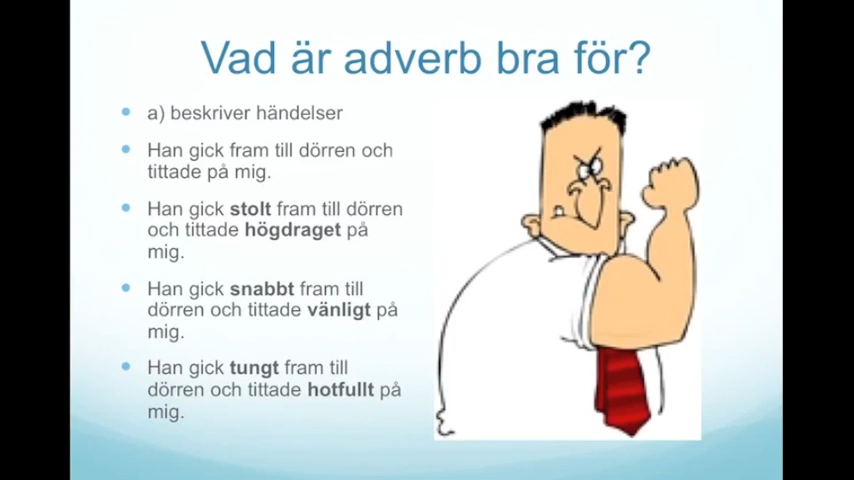 Vad är adverb bra för?
a) beskriver händelser
Han gick fram till dörren och
tittade på mig.
Han gick stolt fram till dörren
och tittade högdraget på
mig.
Han gick snabbt fram till
dörren och tittade vänligt på
mig.
Han gick tungt fram till
dörren och tittade hotfullt på
mig.